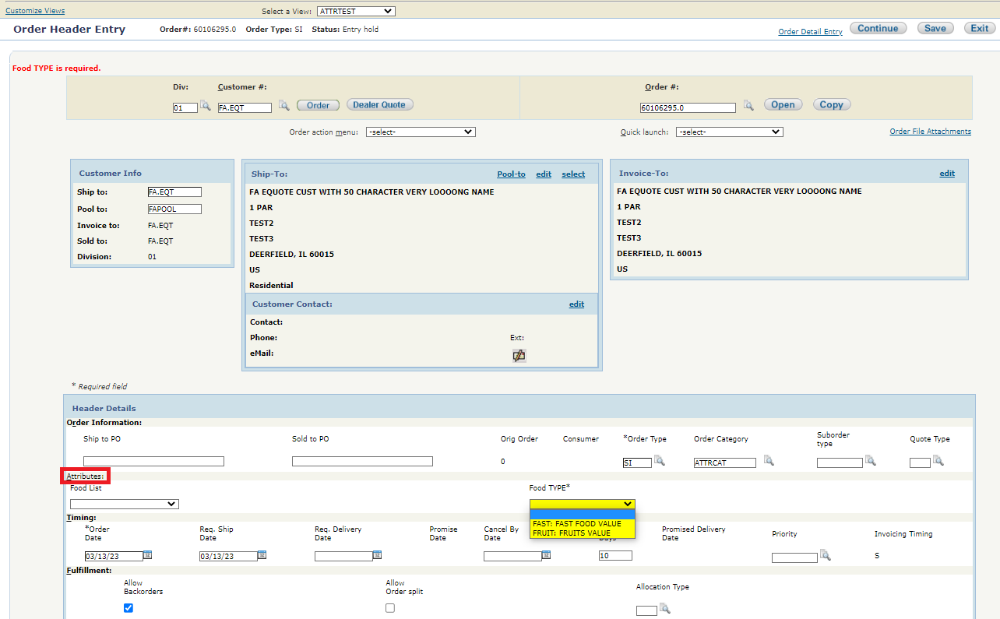 Customize Views
Select a View: ATTRTEST
Order Header Entry
Order#: 60106295.0 Order Type: SI Status: Entry hold
Order Detail Entry Continue Save Exit
Food TYPE is required.
Div: Customer #: Order #:
01 FA.EQT Order Dealer Quote 60106295.0 Open Copy
Order action menu: -select- Quick launch: -select- Order File Attachments
Customer Info
Ship to: FA.EQT
Pool to: FAPOOL
Invoice to: FA.EQT
Sold to: FA.EQT
Division: 01
Ship-To: Pool-to edit select
FA EQUOTE CUST WITH 50 CHARACTER VERY LOOOONG NAME
1 PAR
TEST2
TEST3
DEERFIELD, IL 60015
US
Residential
Customer Contact: edit
Contact:
Phone: Ext:
eMail:
Invoice-To: edit
FA EQUOTE CUST WITH 50 CHARACTER VERY LOOOONG NAME
1 PAR
TEST2
TEST3
DEERFIELD, IL 60015
US
* Required field
Header Details
Order Information:
Ship to PO Sold to PO Orig Order Consumer *Order Type Order Category Suborder type Quote Type
0 SI ATTRCAT
Attributes:
Food List Food TYPE*
FAST: FAST FOOD VALUE
FRUIT: FRUITS VALUE
Timing:
*Order Date Req. Ship Date Req. Delivery Date Promise Date Cancel By Date Days Promised Delivery Date Priority Invoicing Timing
03/13/23 03/13/23 10 S
Fulfillment:
Allow Backorders Allow Order split Allocation Type